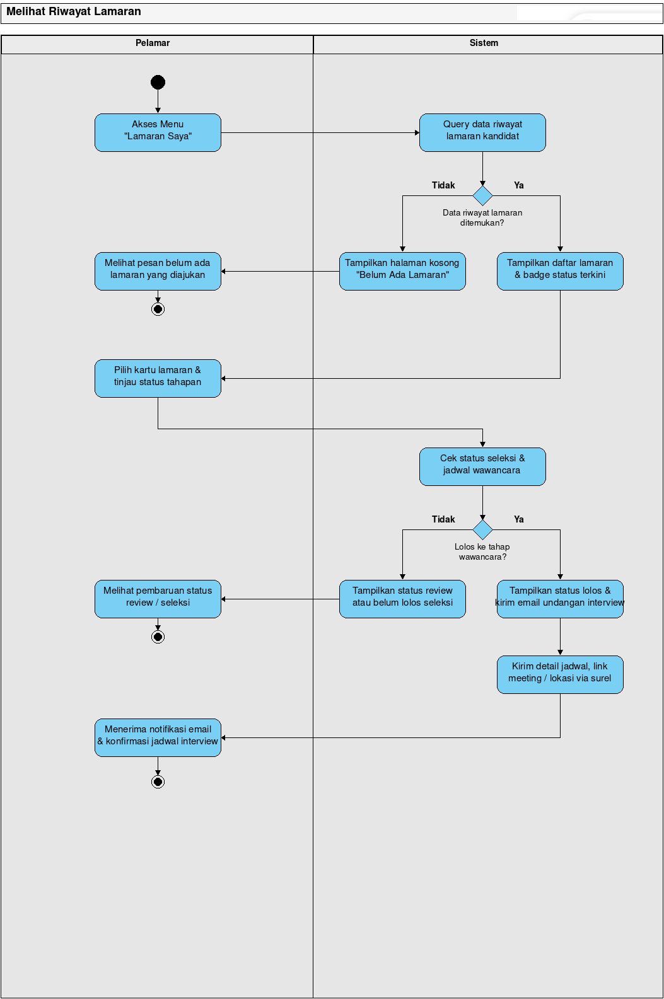 Melihat Riwayat Lamaran
Pelamar
Sistem
Akses Menu
"Lamaran Saya"
Query data riwayat
lamaran kandidat
Tidak
Ya
Data riwayat lamaran
ditemukan?
Melihat pesan belum ada
lamaran yang diajukan
Tampilkan halaman kosong
"Belum Ada Lamaran"
Tampilkan daftar lamaran
& badge status terkini
Pilih kartu lamaran &
tinjau status tahapan
Cek status seleksi &
jadwal wawancara
Tidak
Ya
Lolos ke tahap
wawancara?
Melihat pembaruan status
review / seleksi
Tampilkan status review
atau belum lolos seleksi
Tampilkan status lolos &
kirim email undangan interview
Kirim detail jadwal, link
meeting / lokasi via surel
Menerima notifikasi email
& konfirmasi jadwal interview